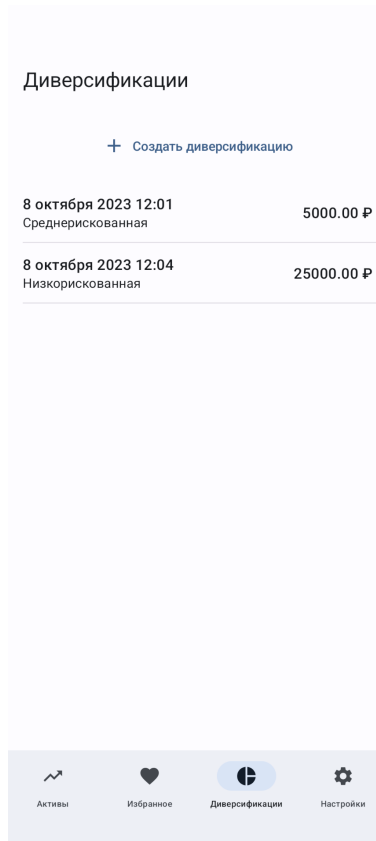 Диверсификации
Создать диверсификацию
8 октября 2023 12:01
Среднерискованная
5000.00 ₽
8 октября 2023 12:04
Низкорискованная
25000.00 ₽
Активы Избранное Диверсификации Настройки